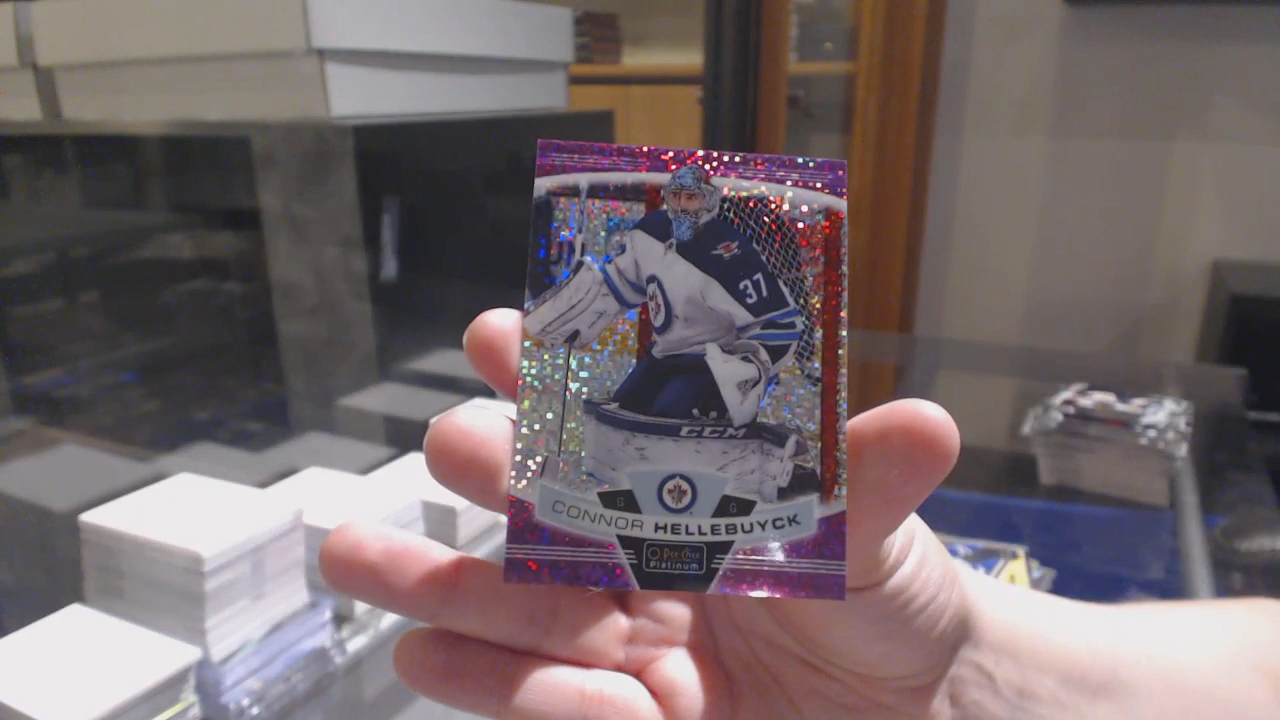 37
CCM
G G
CONNOR HELLEBUYCK
O-Pee-Chee
Platinum